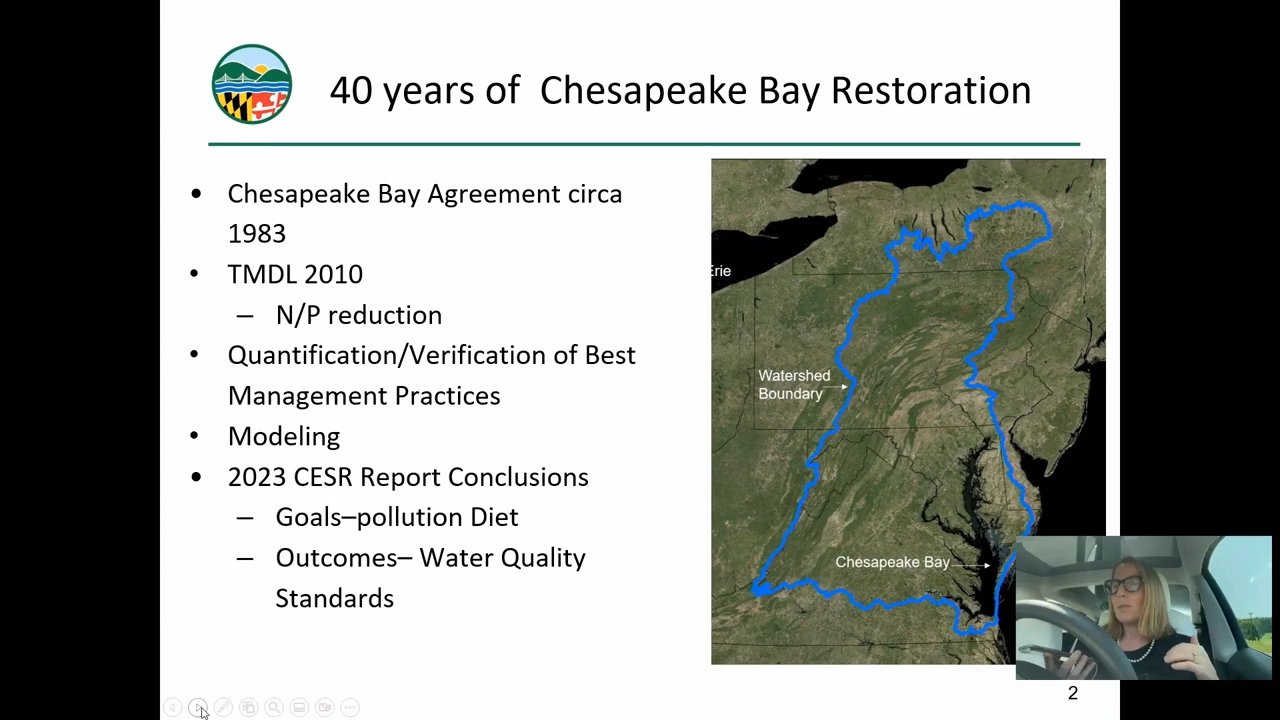 40 years of  Chesapeake Bay Restoration
• Chesapeake Bay Agreement circa
1983
• TMDL 2010
– N/P reduction
• Quantification/Verification of Best
Management Practices
• Modeling
• 2023 CESR Report Conclusions
– Goals–pollution Diet
– Outcomes– Water Quality
Standards
Erie
Watershed
Boundary
Chesapeake Bay
2